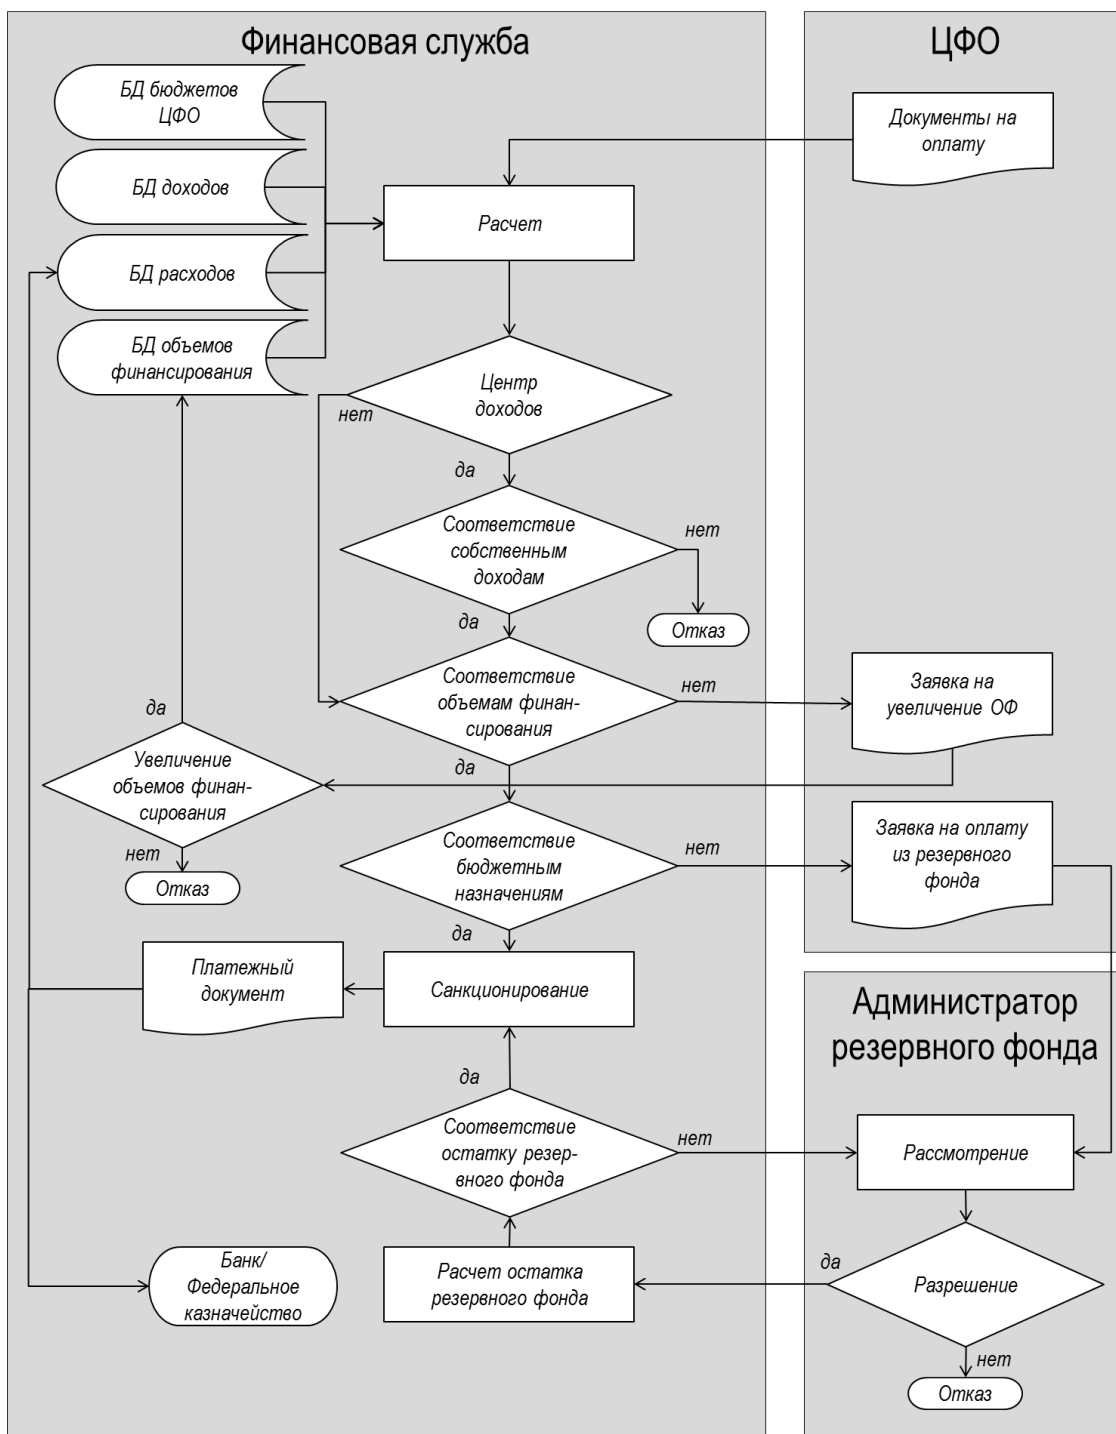 Финансовая служба
ЦФО
БД бюджетов
ЦФО
Документы на
оплату
БД доходов
Расчет
БД расходов
БД объемов
финансирования
Центр
доходов
нет
да
Соответствие
собственным
доходам
нет
да
Отказ
Соответствие
объемам финан-
сирования
нет
Заявка на
увеличение ОФ
да
Увеличение
объемов финан-
сирования
да
нет
Отказ
Соответствие
бюджетным
назначениям
нет
Заявка на оплату
из резервного
фонда
да
Платежный
документ
Санкционирование
Администратор
резервного фонда
да
Соответствие
остатку резер-
вного фонда
нет
Рассмотрение
Банк/
Федеральное
казначейство
Расчет остатка
резервного фонда
да
Разрешение
нет
Отказ